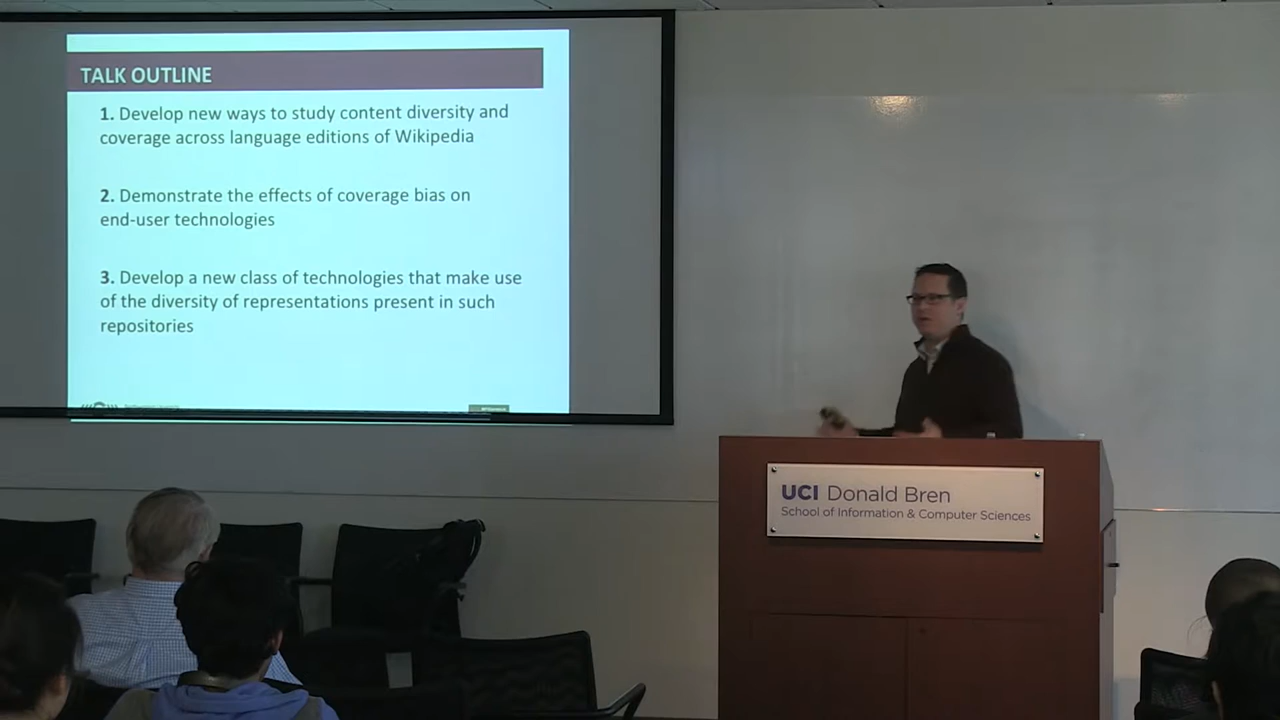 TALK OUTLINE
1. Develop new ways to study content diversity and
coverage across language editions of Wikipedia
2. Demonstrate the effects of coverage bias on
end-user technologies
3. Develop a new class of technologies that make use
of the diversity of representations present in such
repositories
UCI Donald Bren
School of Information & Computer Sciences